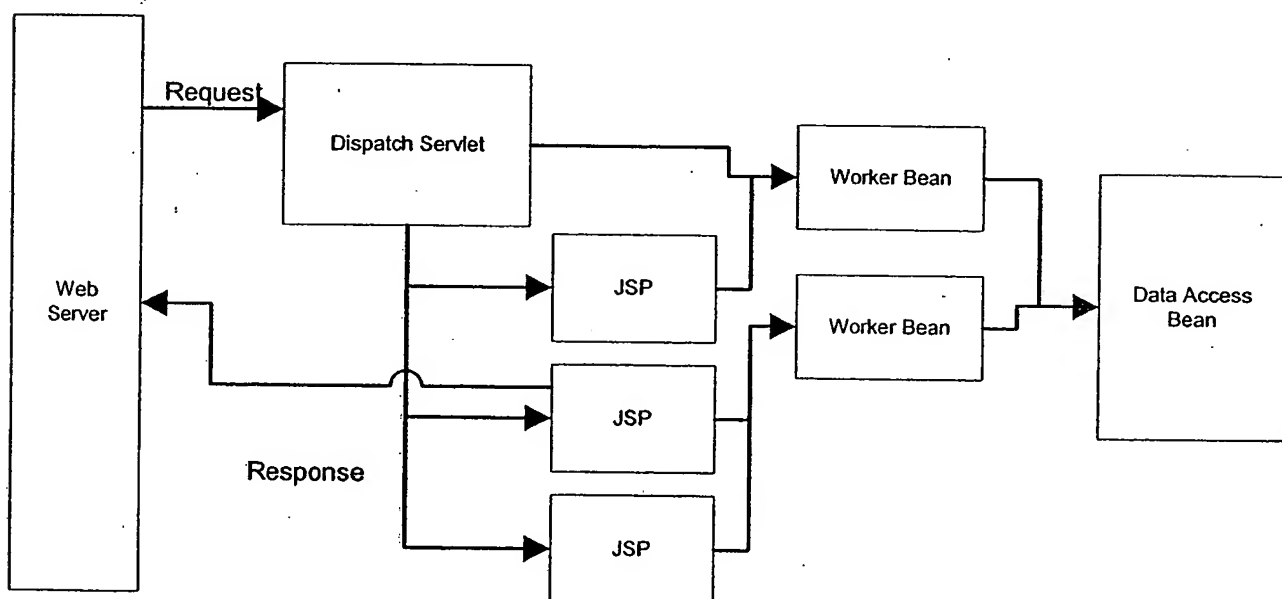 Request
Dispatch Servlet
Worker Bean
Web
Server
JSP
Worker Bean
Data Access
Bean
JSP
Response
JSP